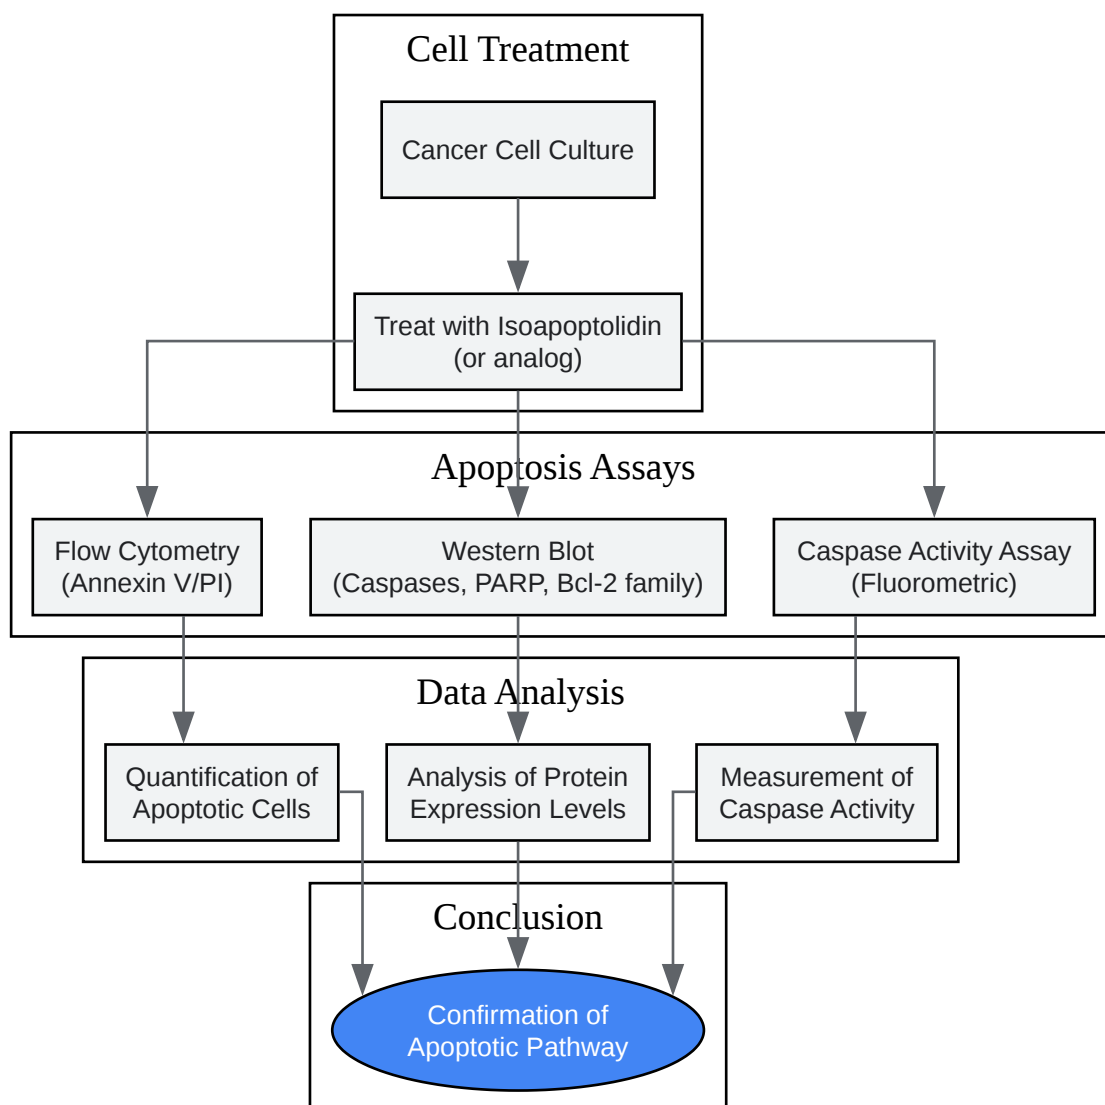 Cell Treatment
Cancer Cell Culture
Treat with Isoapoptolidin
(or analog)
Apoptosis Assays
Flow Cytometry
(Annexin V/PI)
Western Blot
(Caspases, PARP, Bcl-2 family)
Caspase Activity Assay
(Fluorometric)
Data Analysis
Quantification of
Apoptotic Cells
Analysis of Protein
Expression Levels
Measurement of
Caspase Activity
Conclusion
Confirmation of
Apoptotic Pathway